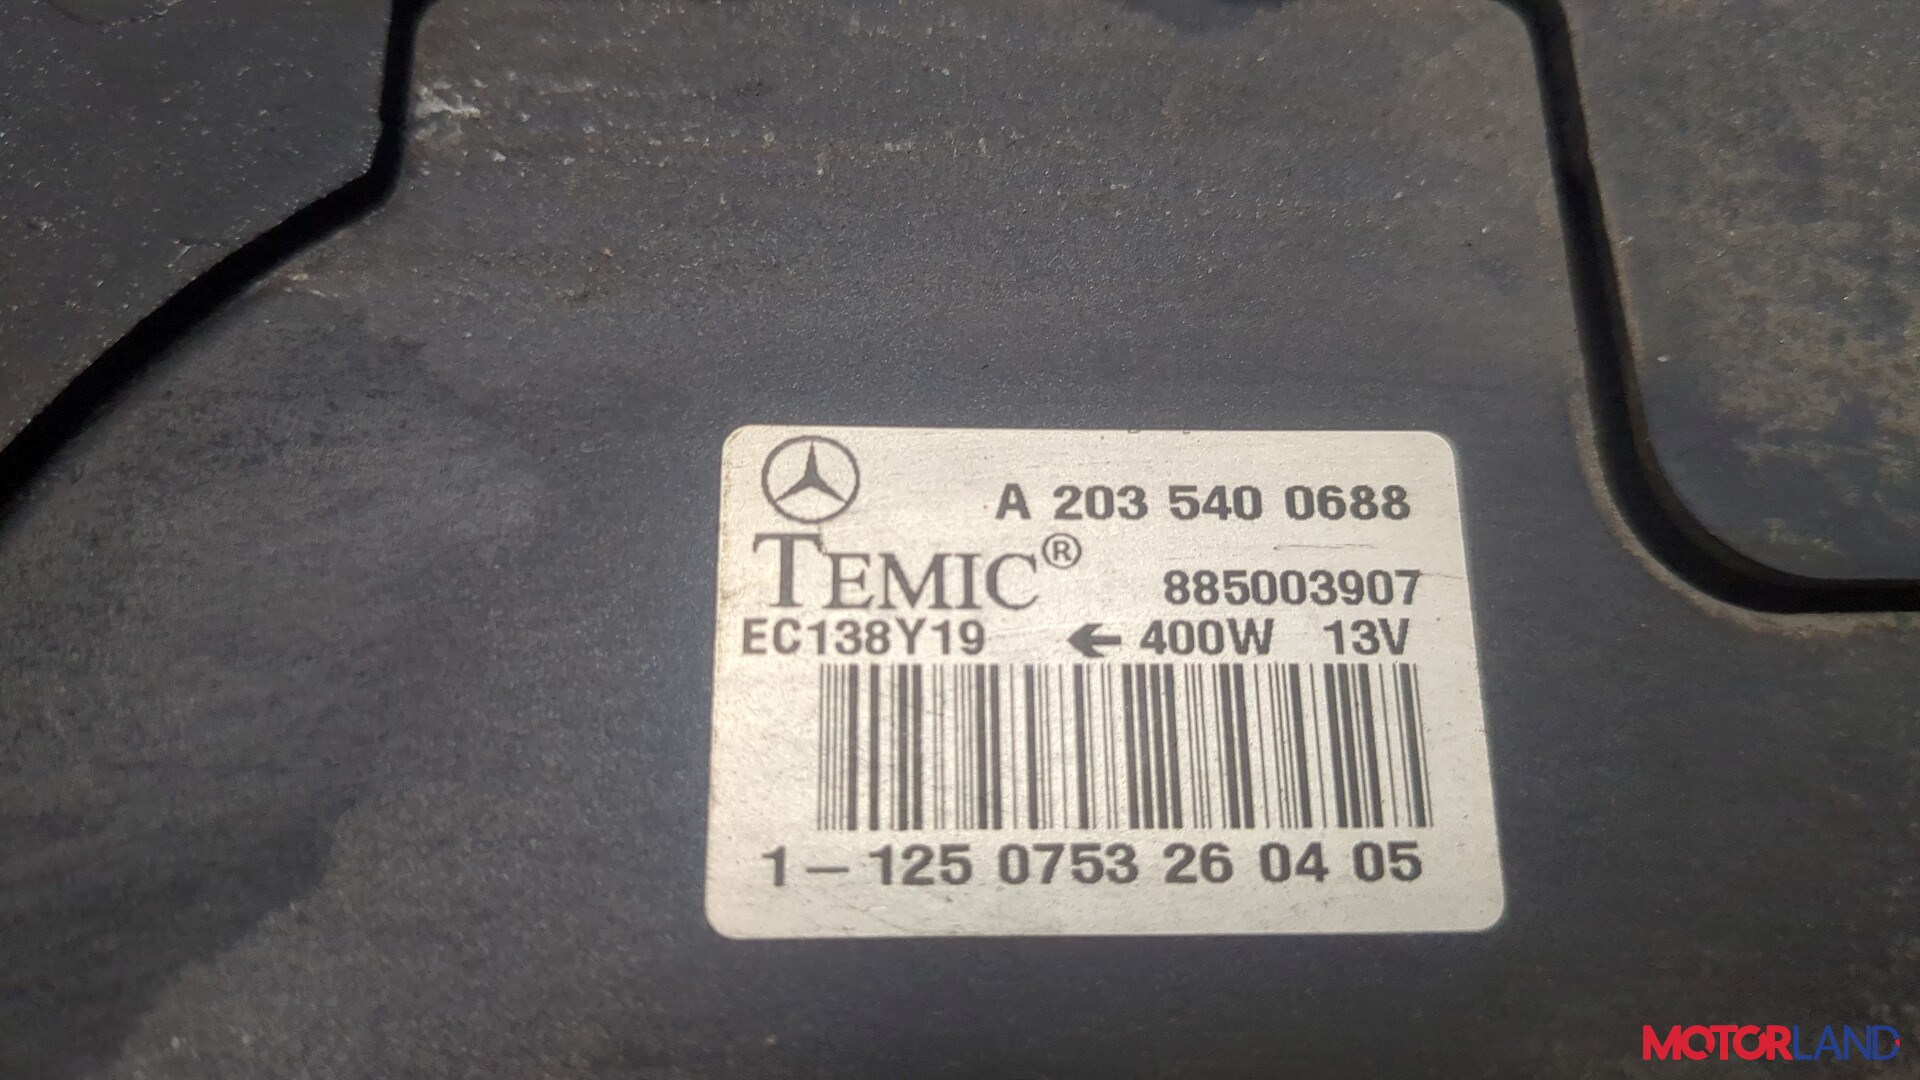 A 203 540 0688
TEMIC®
885003907
EC138Y19 ← 400W 13V
1-125 0753 26 04 05
MOTORLAND